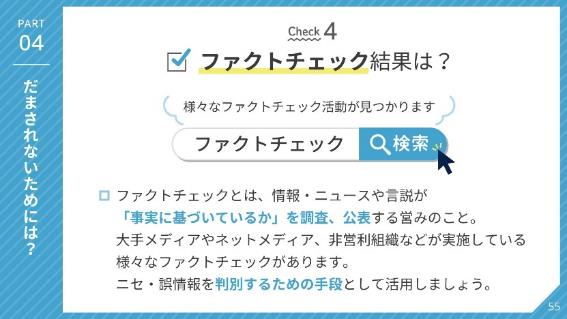 PART
04
だまされないためには？
Check 4
ファクトチェック結果は？
様々なファクトチェック活動が見つかります
ファクトチェック 検索
ファクトチェックとは、情報・ニュースや言説が
「事実に基づいているか」を調査、公表する営みのこと。
大手メディアやネットメディア、非営利組織などが実施している
様々なファクトチェックがあります。
ニセ・誤情報を判別するための手段として活用しましょう。
55